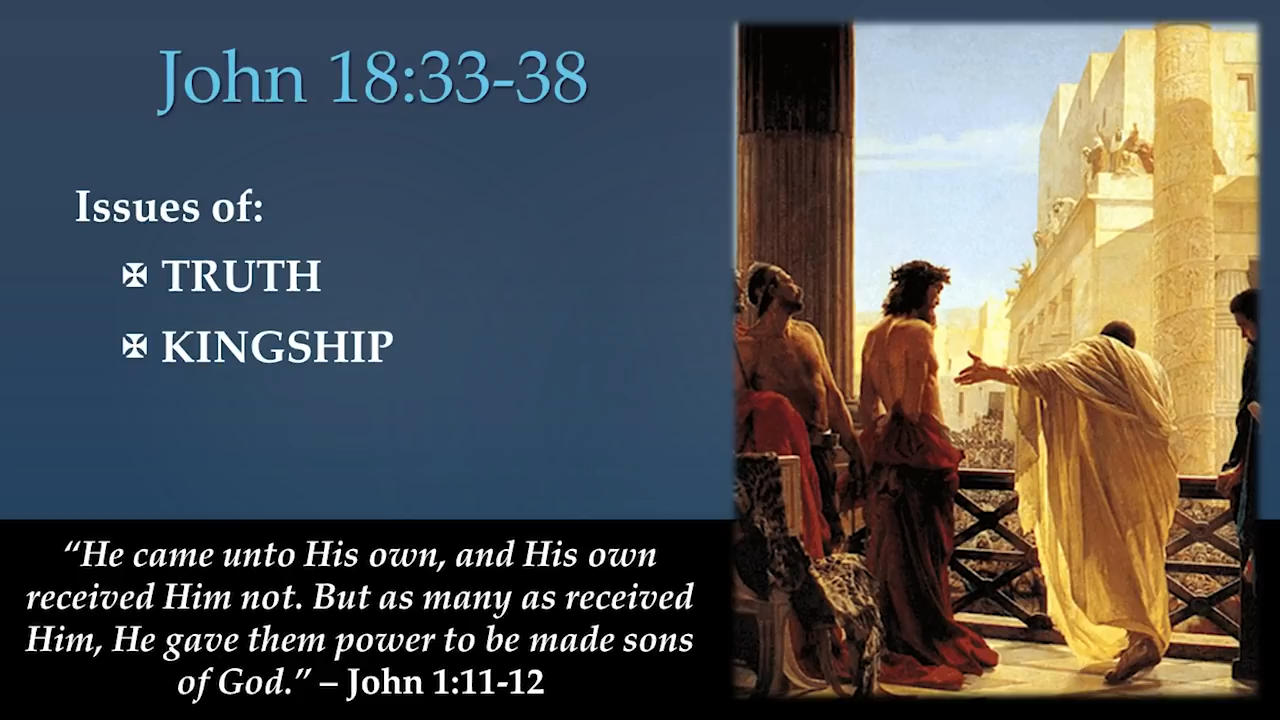 John 18:33-38
Issues of:
✠ TRUTH
✠ KINGSHIP
“He came unto His own, and His own
received Him not. But as many as received
Him, He gave them power to be made sons
of God.” – John 1:11-12